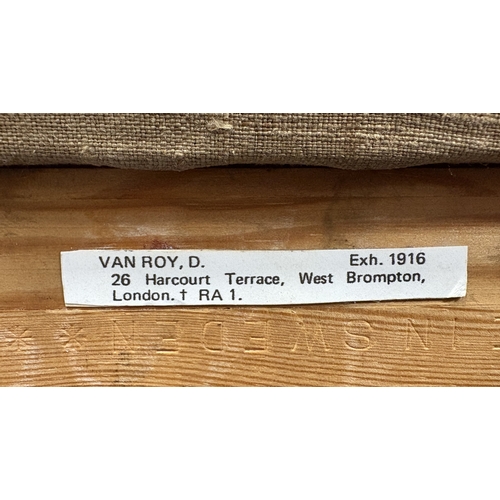 VAN ROY, D. Exh. 1916
26 Harcourt Terrace, West Brompton,
London. † RA 1.
IN SWEDEN